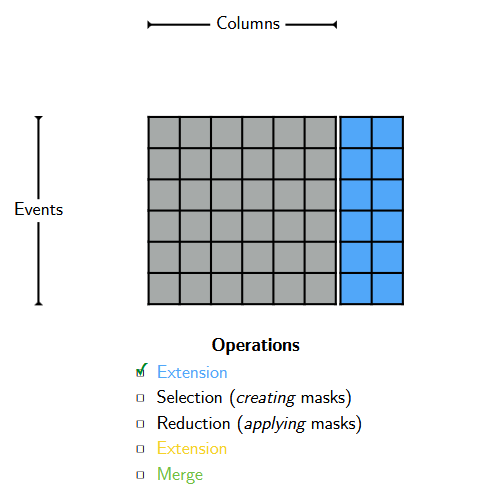 Columns
Events
Operations
Extension
Selection (creating masks)
Reduction (applying masks)
Extension
Merge